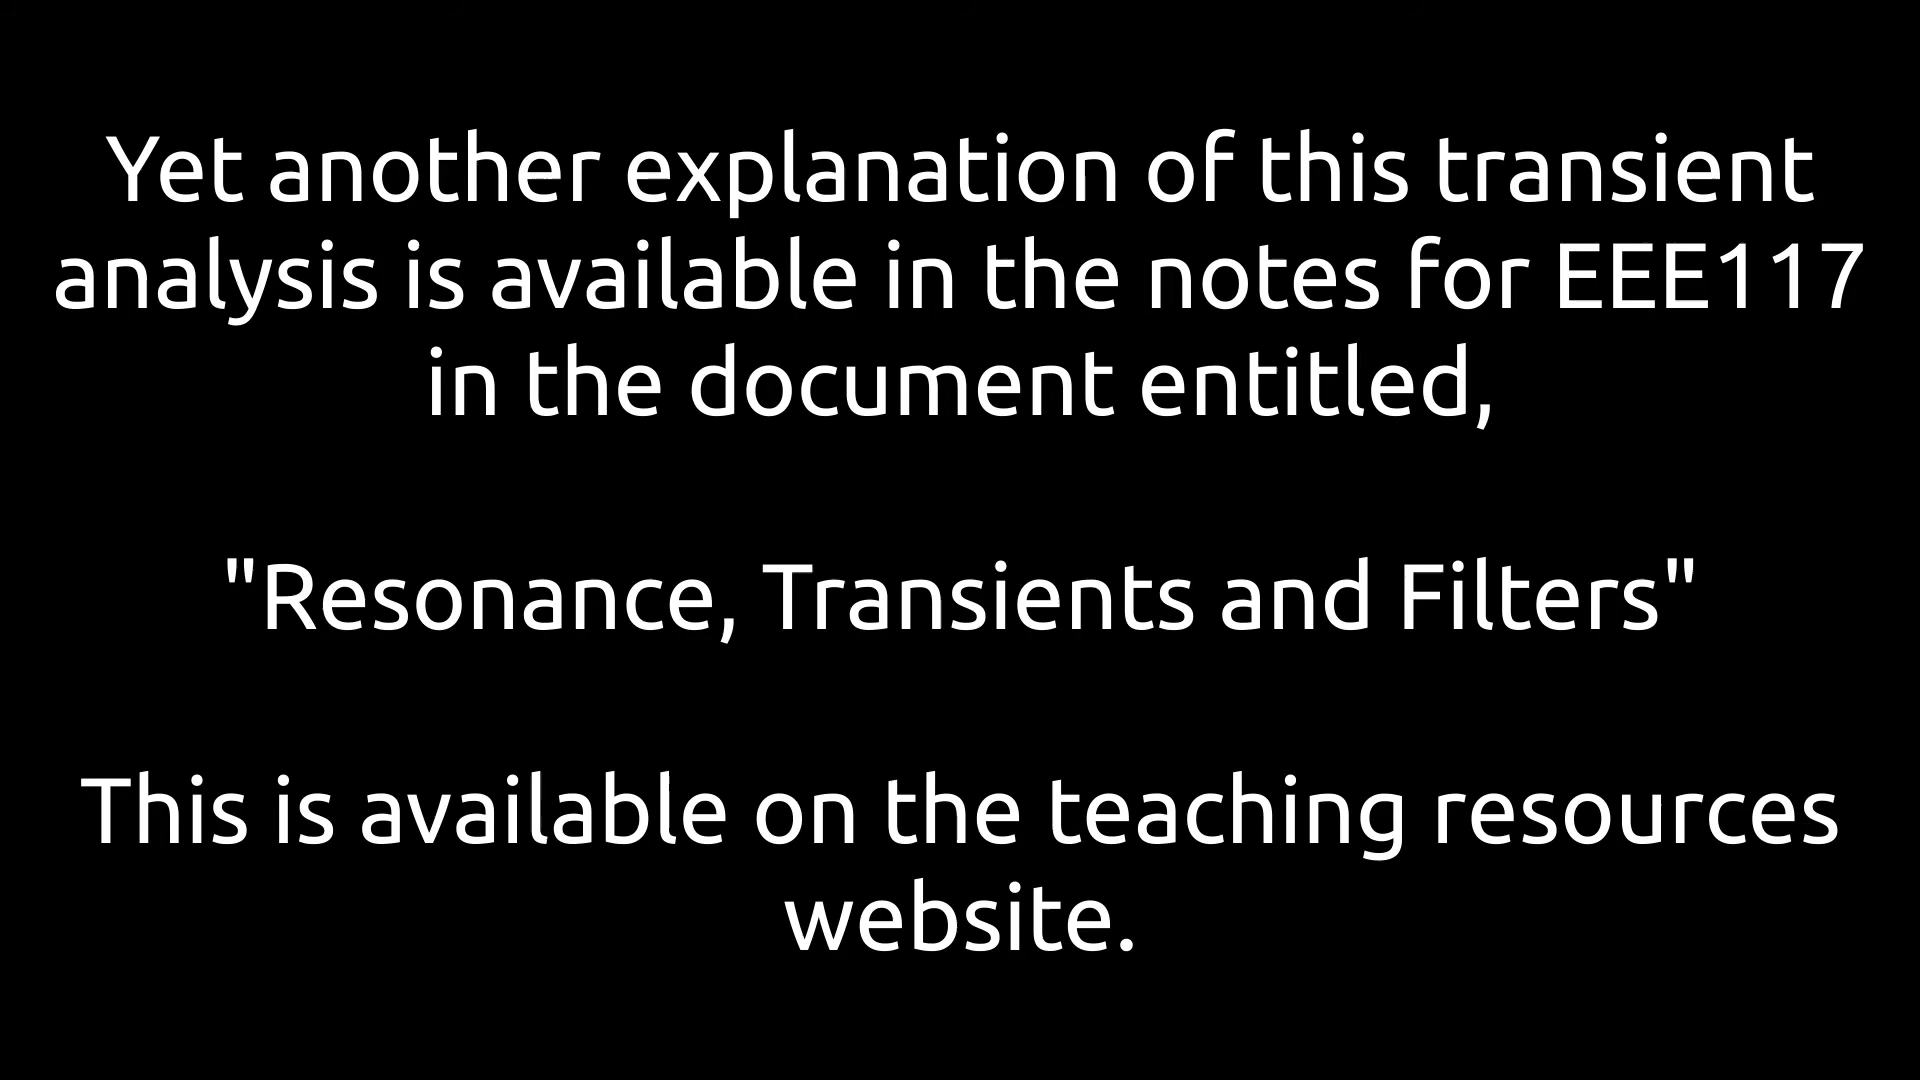 Yet another explanation of this transient
analysis is available in the notes for EEE117
in the document entitled,
"Resonance, Transients and Filters"
This is available on the teaching resources
website.